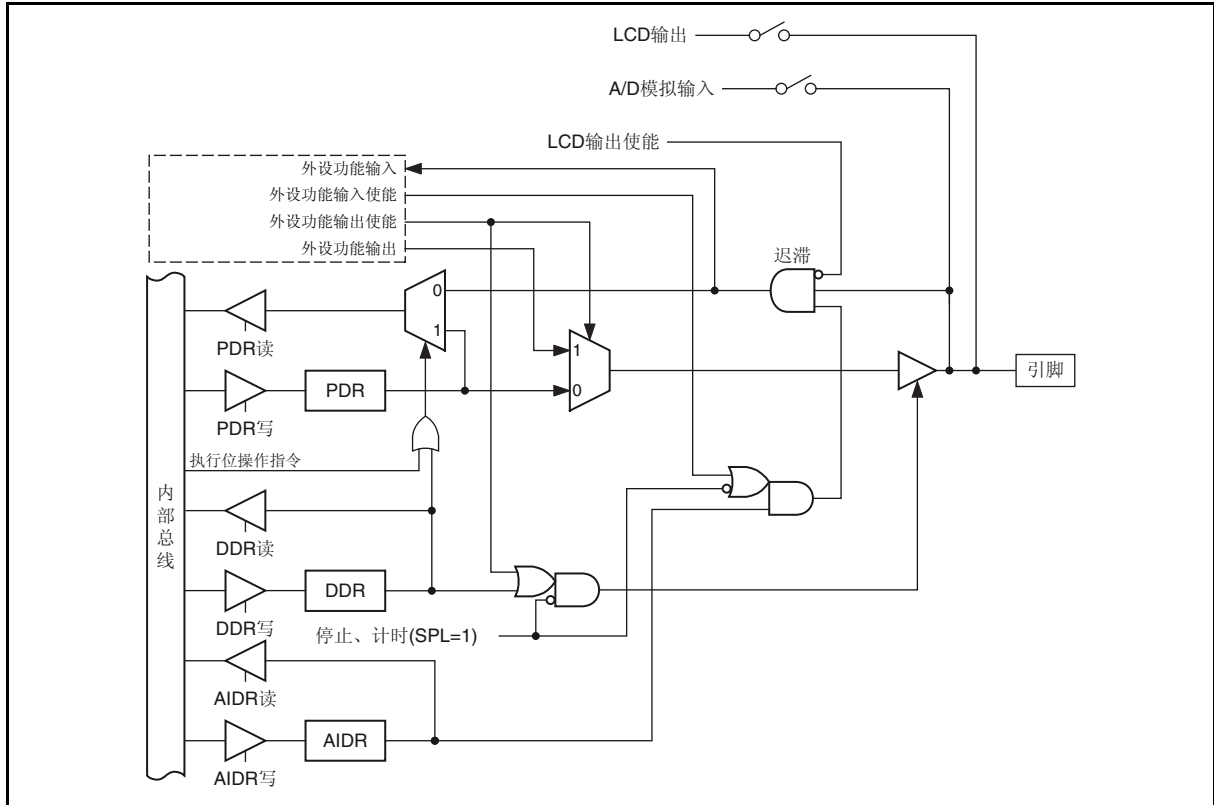 LCD输出
A/D模拟输入
LCD输出使能
外设功能输入
外设功能输入使能
外设功能输出使能
外设功能输出
迟滞
0
1
PDR读
1
0
引脚
PDR
PDR写
执行位操作指令
内部总线
DDR读
DDR
DDR写
停止、计时(SPL=1)
AIDR读
AIDR
AIDR写